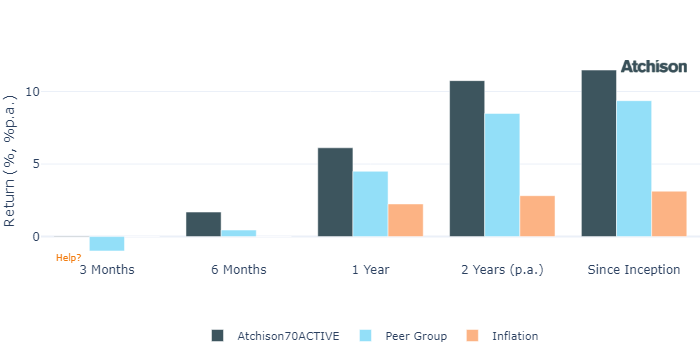 Atchison
10
5
0
Return (%, %p.a.)
Help?
3 Months
6 Months
1 Year
2 Years (p.a.)
Since Inception
Atchison70ACTIVE
Peer Group
Inflation